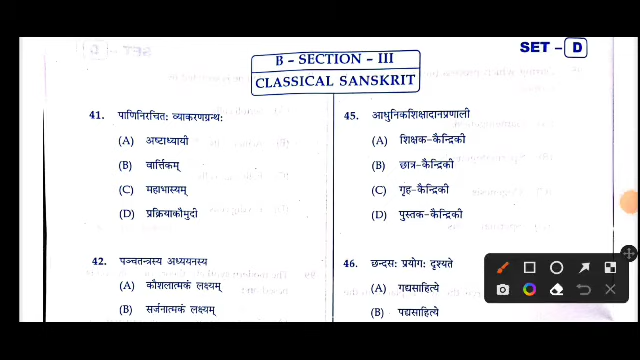 SET - D
B - SECTION - III
CLASSICAL SANSKRIT
41. पाणिनिरचितः व्याकरणग्रन्थः
(A) अष्टाध्यायी
(B) वार्त्तिकम्
(C) महाभास्यम्
(D) प्रक्रियाकौमुदी
42. पञ्चतन्त्रस्य अध्ययनस्य
(A) कौशलात्मकं लक्ष्यम्
(B) सर्जनात्मकं लक्ष्यम्
45. आधुनिकशिक्षादानप्रणाली
(A) शिक्षक-कैन्द्रिकी
(B) छात्र-कैन्द्रिकी
(C) गृह-कैन्द्रिकी
(D) पुस्तक-कैन्द्रिकी
46. छन्दसः प्रयोगः दृश्यते
(A) गद्यसाहित्ये
(B) पद्यसाहित्ये